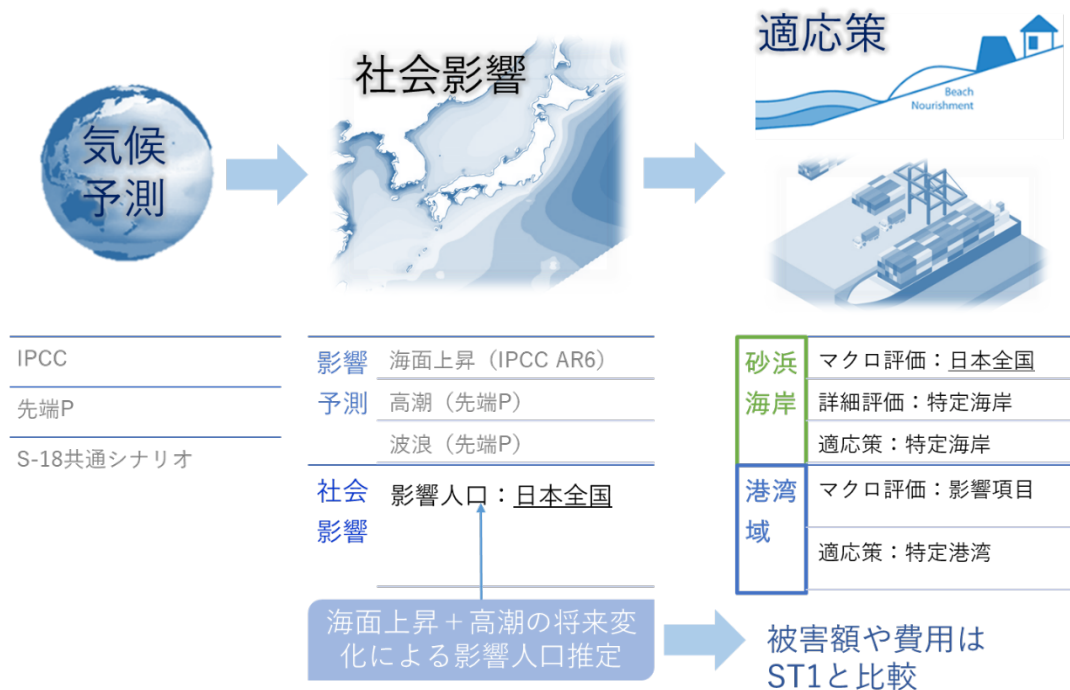 気候
予測
社会影響
適応策
Beach
Nourishment
IPCC
先端P
S-18共通シナリオ
影響
予測
海面上昇（IPCC AR6）
高潮（先端P）
波浪（先端P）
社会
影響
影響人口：日本全国
海面上昇＋高潮の将来変
化による影響人口推定
砂浜
海岸
マクロ評価：日本全国
詳細評価：特定海岸
適応策：特定海岸
港湾
域
マクロ評価：影響項目
適応策：特定港湾
被害額や費用は
ST1と比較